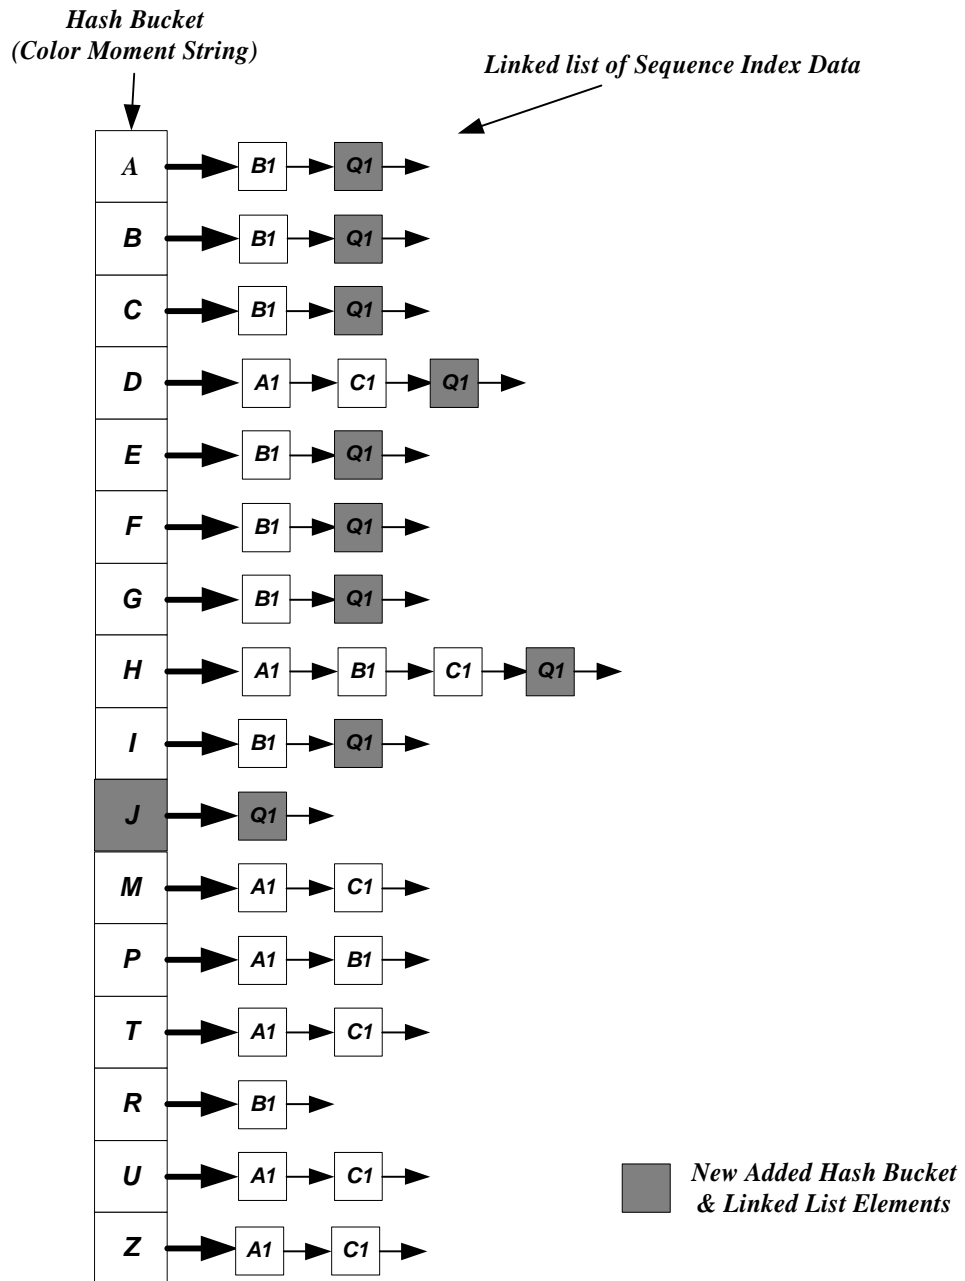 Hash Bucket
(Color Moment String)
Linked list of Sequence Index Data
A B1 Q1
B B1 Q1
C B1 Q1
D A1 C1 Q1
E B1 Q1
F B1 Q1
G B1 Q1
H A1 B1 C1 Q1
I B1 Q1
J Q1
M A1 C1
P A1 B1
T A1 C1
R B1
U A1 C1
Z A1 C1
New Added Hash Bucket
& Linked List Elements